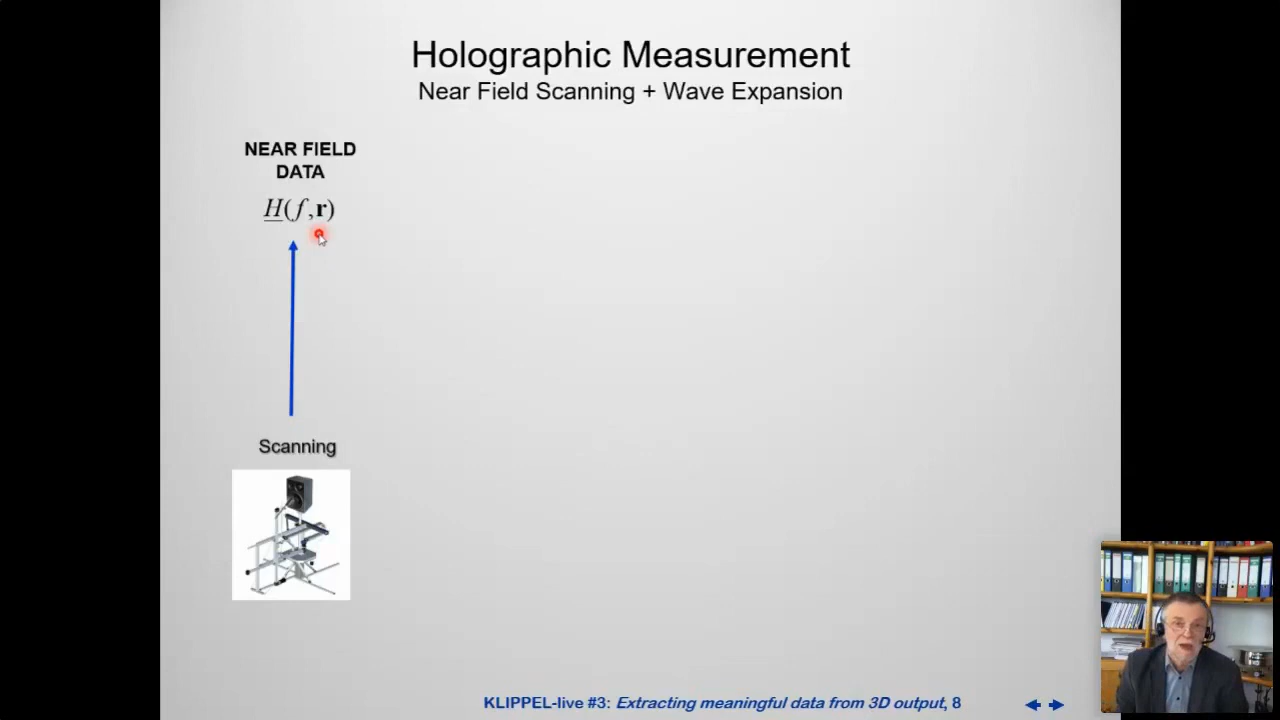 Holographic Measurement
Near Field Scanning + Wave Expansion
NEAR FIELD
DATA
H(f,r)
Scanning
KLIPPEL-live #3: Extracting meaningful data from 3D output, 8